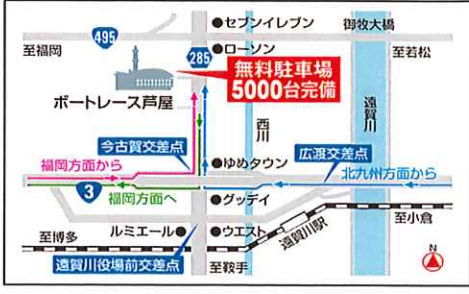 セブンイレブン
御牧大橋
495
至福岡
285
ローソン
至若松
無料駐車場
5000台完備
ボートレース芦屋
西川
遠賀川
今古賀交差点
ゆめタウン
広渡交差点
福岡方面から
北九州方面から
3
福岡方面へ
グッデイ
ルミエール
ウエスト
遠賀川駅
至小倉
至博多
遠賀川役場前交差点
至鞍手
N